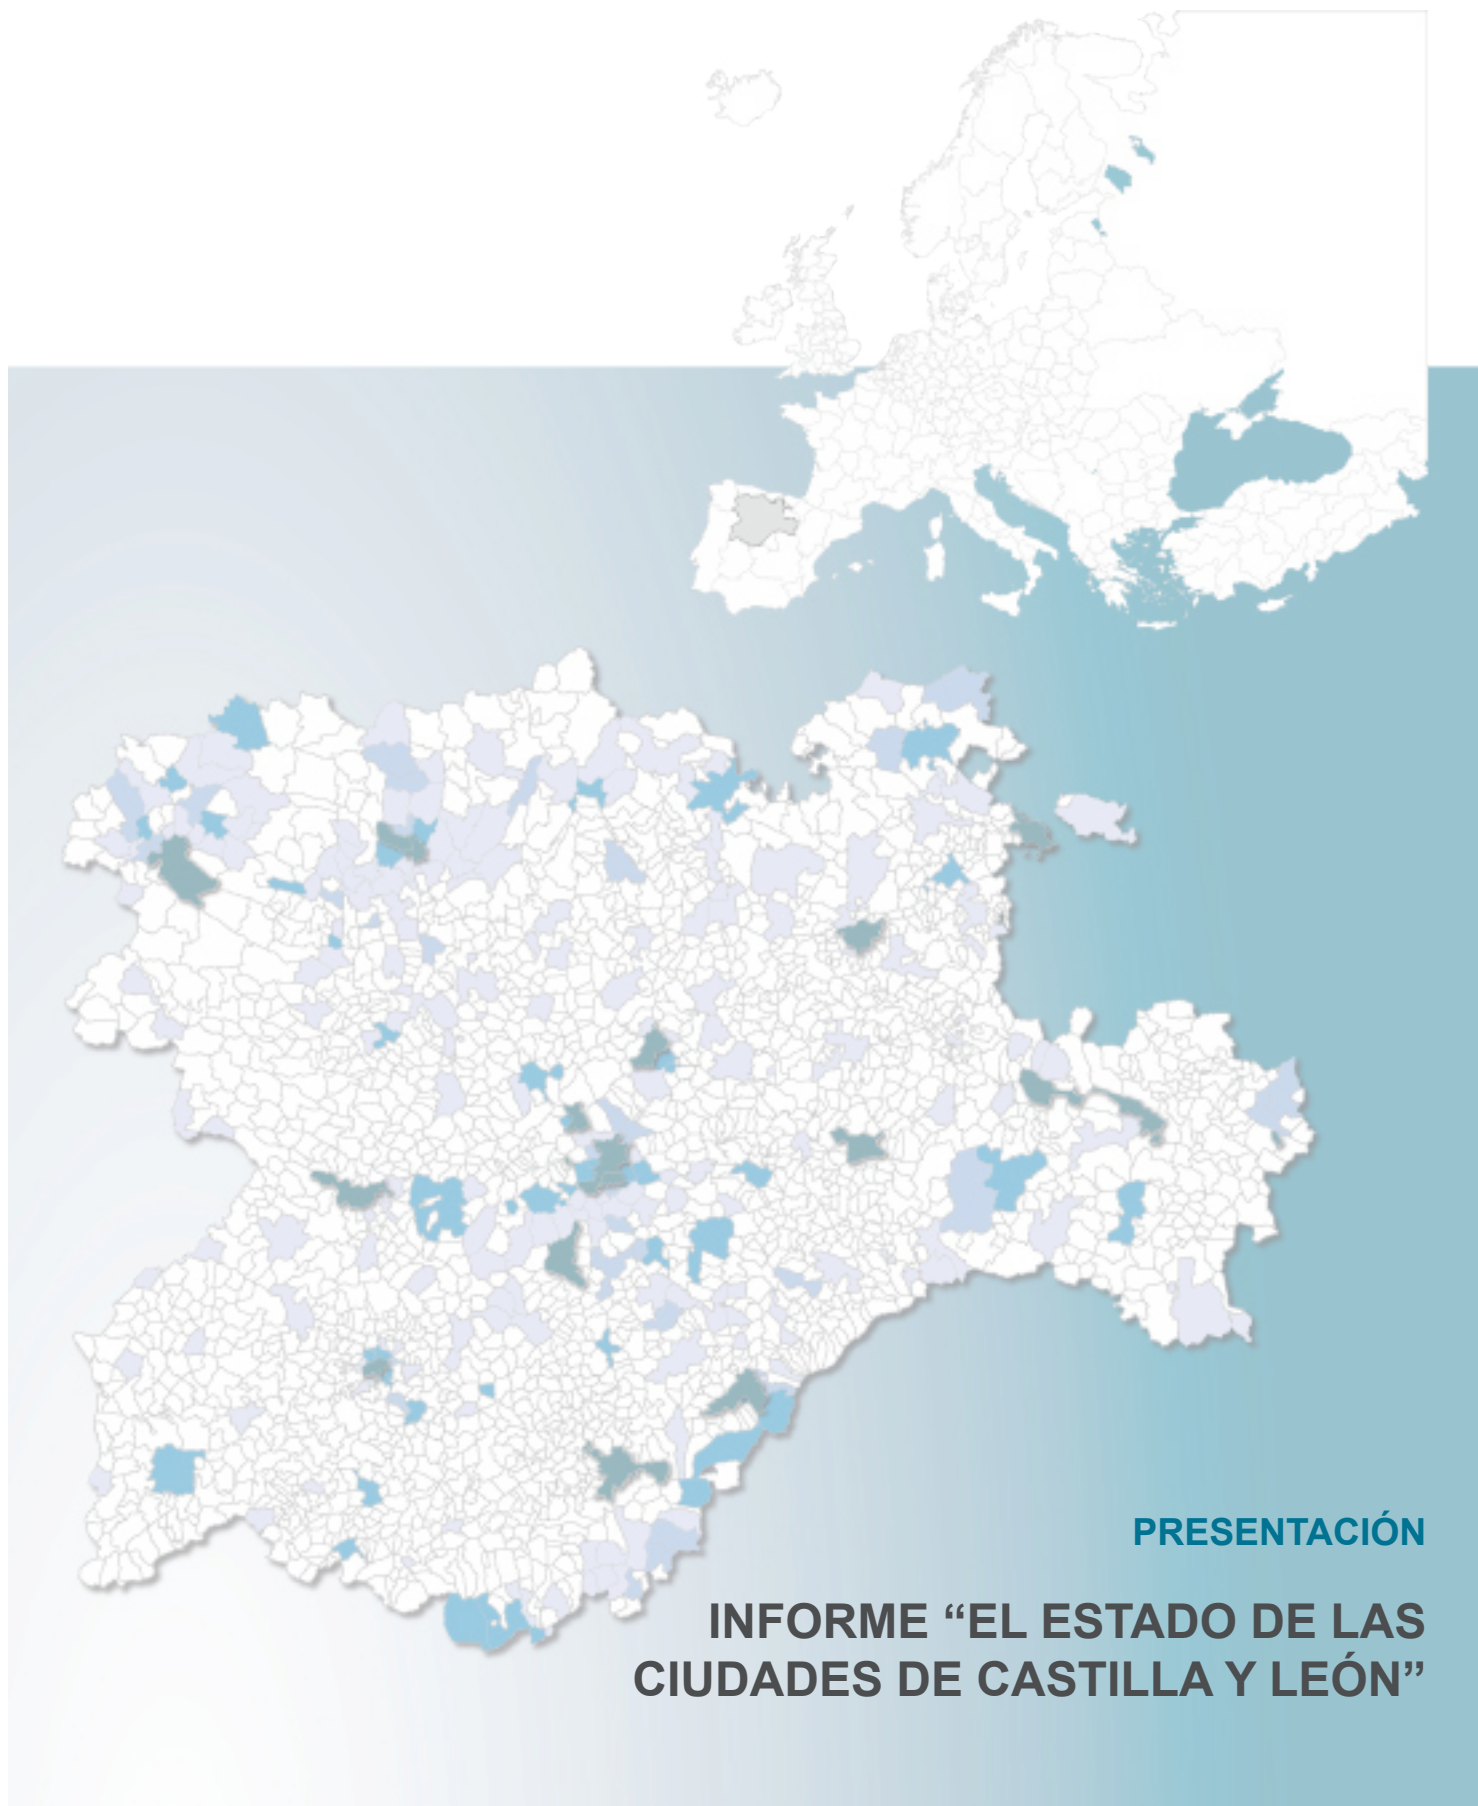 PRESENTACIÓN
INFORME “EL ESTADO DE LAS
CIUDADES DE CASTILLA Y LEÓN”